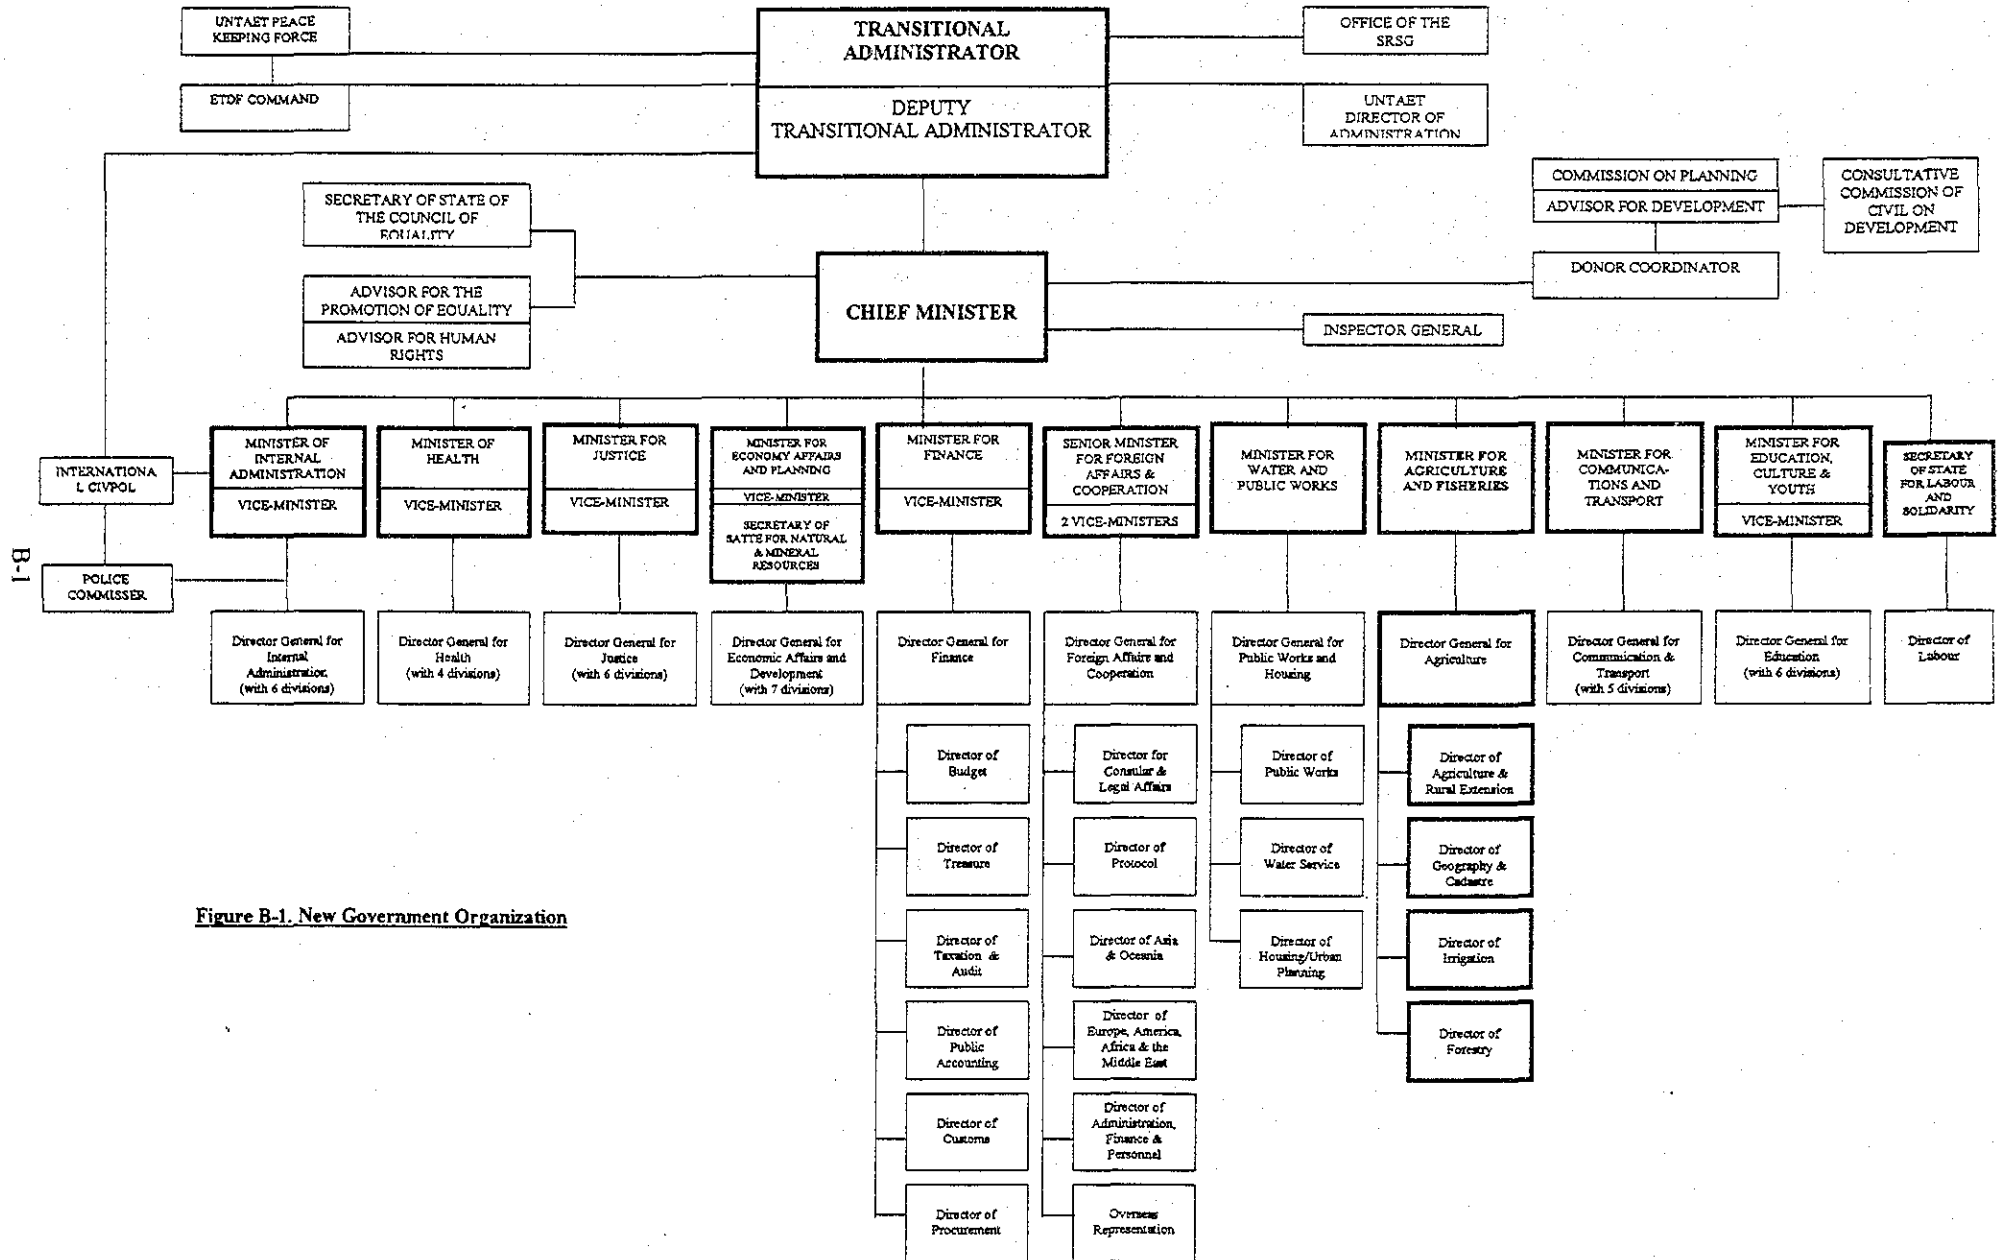 UNTAET PEACE
KEEPING FORCE
TRANSITIONAL
ADMINISTRATOR
OFFICE OF THE
SRSG
ETDF COMMAND
DEPUTY
TRANSITIONAL ADMINISTRATOR
UNTAET
DIRECTOR OF
ADMINISTRATION
SECRETARY OF STATE OF
THE COUNCIL OF
EQUALITY
COMMISSION ON PLANNING
ADVISOR FOR DEVELOPMENT
CONSULTATIVE
COMMISSION OF
CIVIL ON
DEVELOPMENT
DONOR COORDINATOR
ADVISOR FOR THE
PROMOTION OF EQUALITY
ADVISOR FOR HUMAN
RIGHTS
CHIEF MINISTER
INSPECTOR GENERAL
INTERNATIONA
L CIVPOL
MINISTER OF
INTERNAL
ADMINISTRATION
VICE-MINISTER
MINISTER OF
HEALTH
VICE-MINISTER
MINISTER FOR
JUSTICE
VICE-MINISTER
MINISTER FOR
ECONOMY AFFAIRS
AND PLANNING
VICE-MINISTER
SECRETARY OF
SATTE FOR NATURAL
& MINERAL
RESOURCES
MINISTER FOR
FINANCE
VICE-MINISTER
SENIOR MINISTER
FOR FOREIGN
AFFAIRS &
COOPERATION
2 VICE-MINISTERS
MINISTER FOR
WATER AND
PUBLIC WORKS
MINISTER FOR
AGRICULTURE
AND FISHERIES
MINISTER FOR
COMMUNICA-
TIONS AND
TRANSPORT
MINISTER FOR
EDUCATION,
CULTURE &
YOUTH
VICE-MINISTER
SECRETARY
OF STATE
FOR LABOUR
AND
SOLIDARITY
B-1
POLICE
COMMISSER
Director General for
Internal
Administration
(with 6 divisions)
Director General for
Health
(with 4 divisions)
Director General for
Justice
(with 6 divisions)
Director General for
Economic Affairs and
Development
(with 7 divisions)
Director General for
Finance
Director General for
Foreign Affairs and
Cooperation
Director General for
Public Works and
Housing
Director General for
Agriculture
Director General for
Communication &
Transport
(with 5 divisions)
Director General for
Education
(with 6 divisions)
Director of
Labour
Director of
Budget
Director for
Consular &
Legal Affairs
Director of
Public Works
Director of
Agriculture &
Rural Extension
Director of
Treasure
Director of
Protocol
Director of
Water Service
Director of
Geography &
Cadastre
Figure B-1. New Government Organization
Director of
Taxation &
Audit
Director of Asia
& Oceania
Director of
Housing/Urban
Planning
Director of
Irrigation
Director of
Public
Accounting
Director of
Europe, America,
Africa & the
Middle East
Director of
Forestry
Director of
Customs
Director of
Administration,
Finance &
Personnel
Director of
Procurement
Overseas
Representation